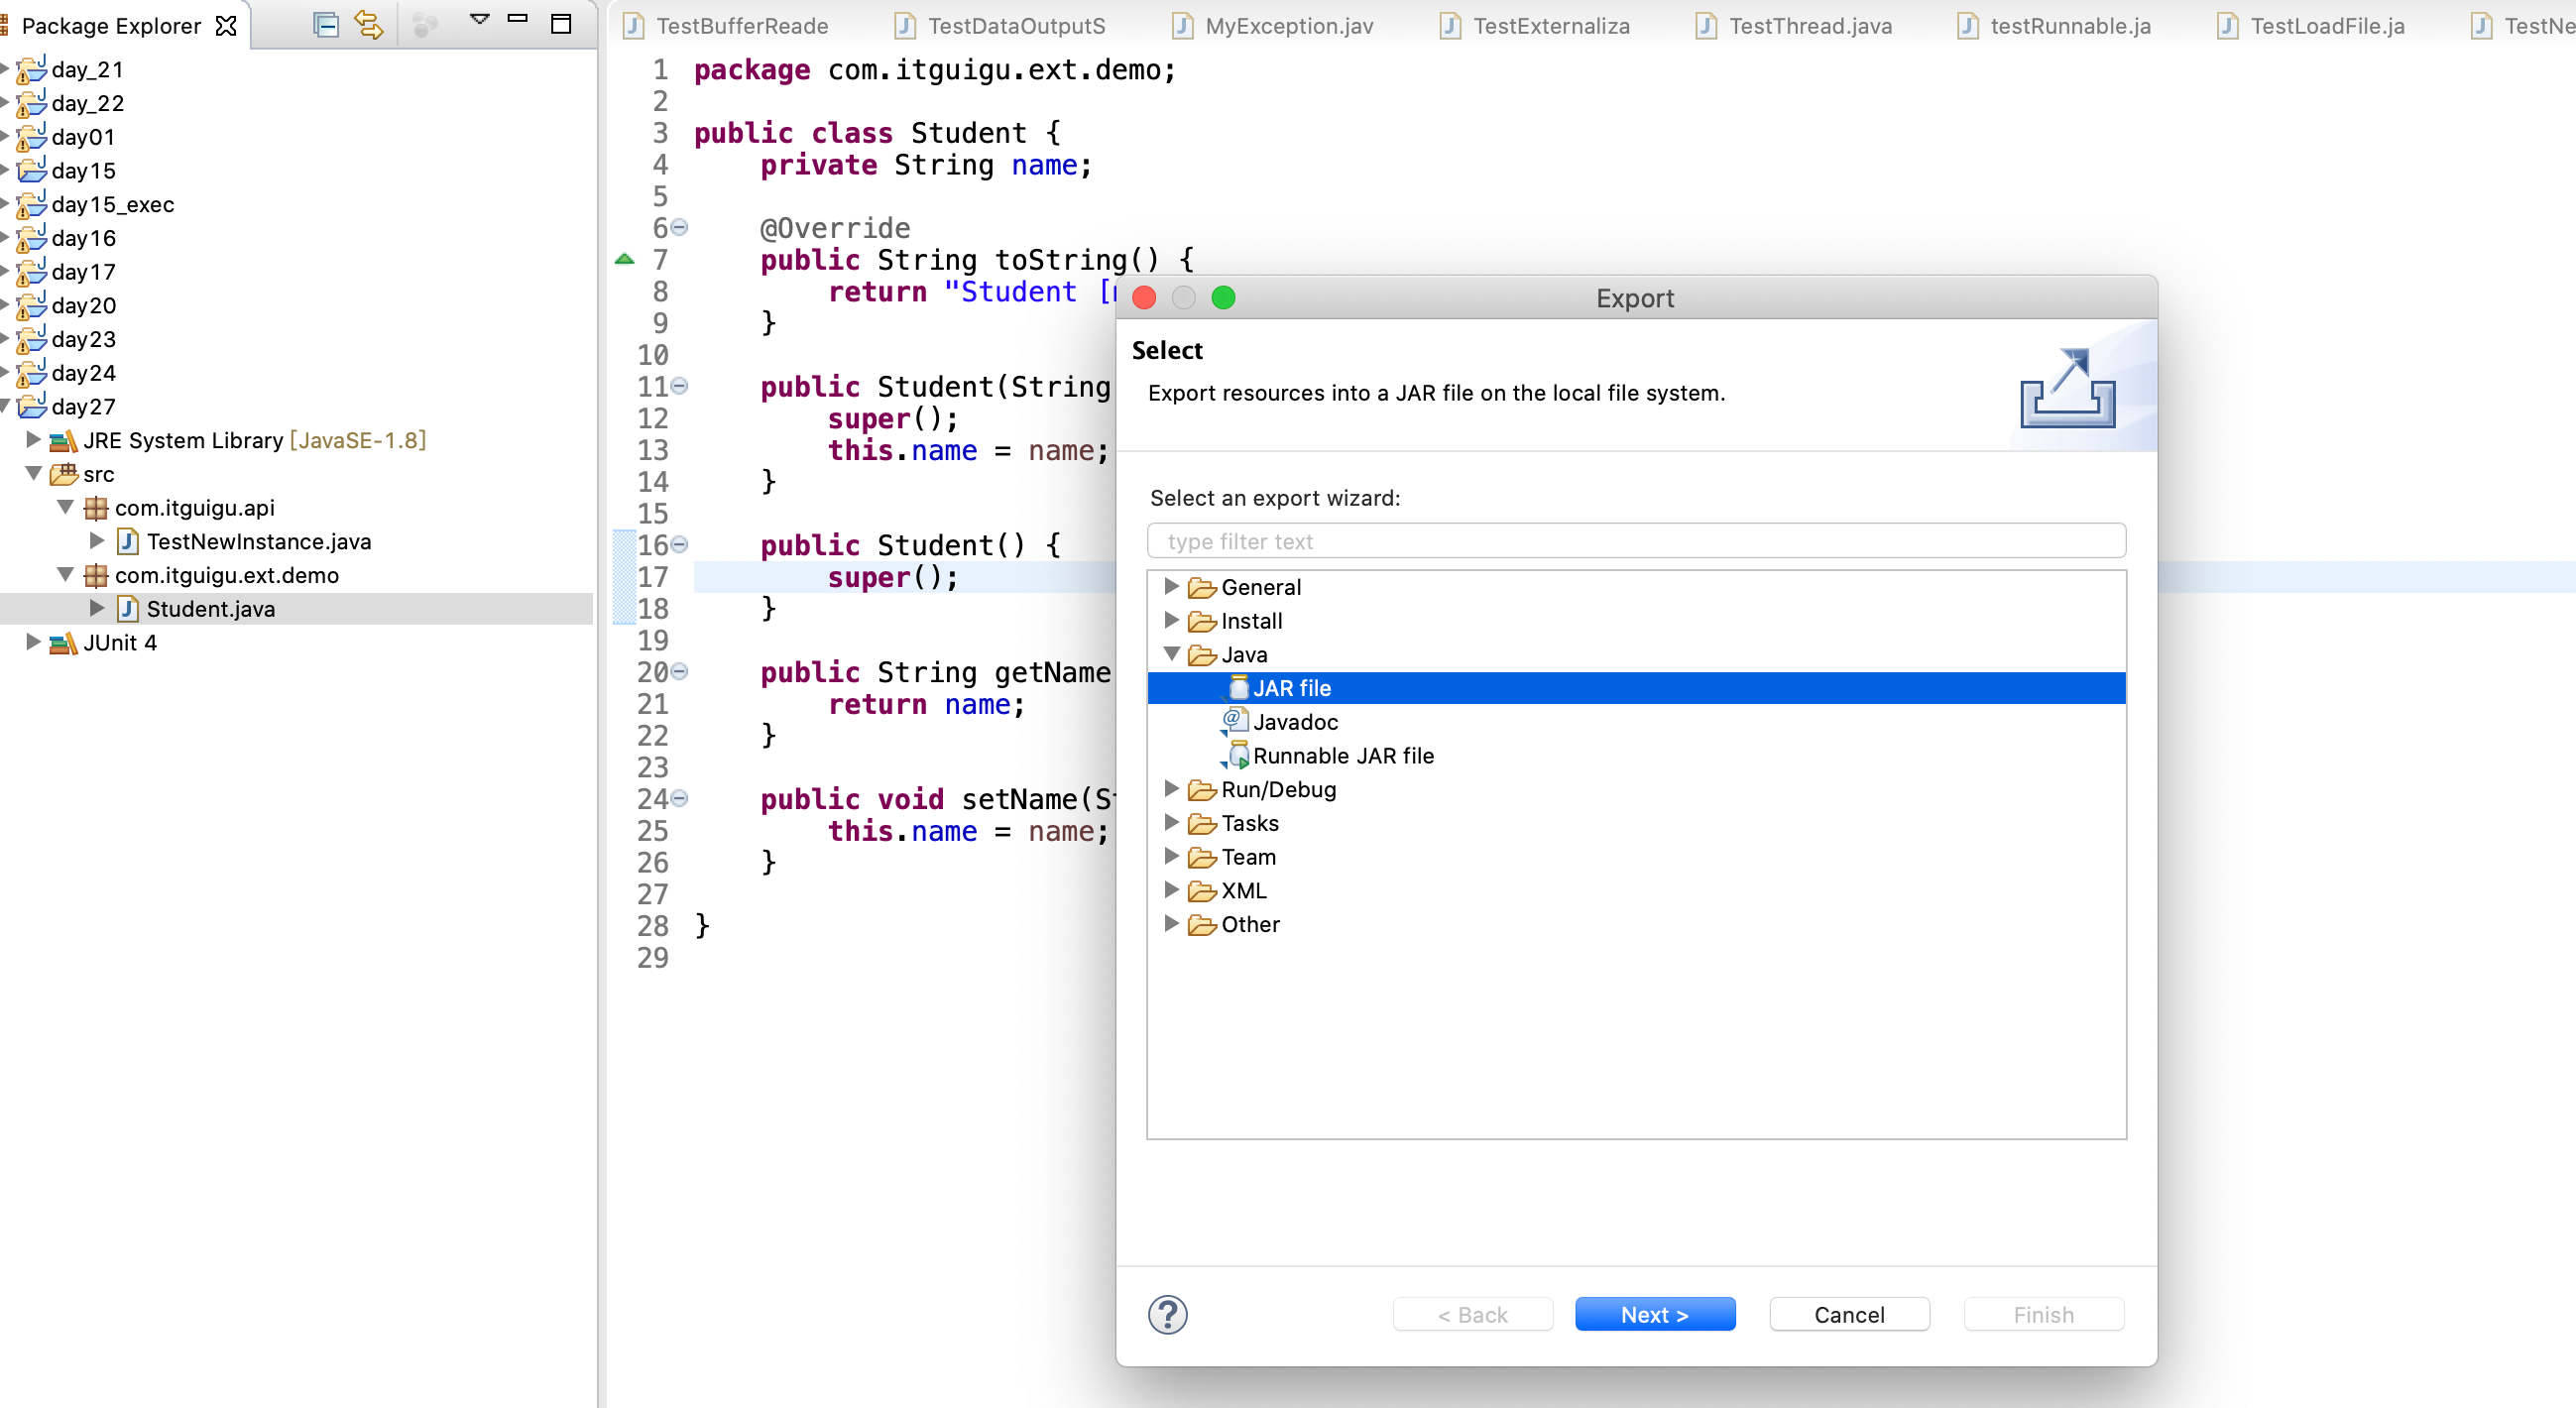 Package Explorer
day_21
day_22
day01
day15
day15_exec
day16
day17
day20
day23
day24
day27
JRE System Library [JavaSE-1.8]
src
com.itguigu.api
TestNewInstance.java
com.itguigu.ext.demo
Student.java
JUnit 4
TestBufferReade
TestDataOutputS
MyException.jav
TestExternaliza
TestThread.java
testRunnable.ja
TestLoadFile.ja
TestNe
1 package com.itguigu.ext.demo;
2
3 public class Student {
4 private String name;
5
6 @Override
7 public String toString() {
8 return "Student [
9 }
10
11 public Student(String
12 super();
13 this.name = name;
14 }
15
16 public Student() {
17 super();
18 }
19
20 public String getName
21 return name;
22 }
23
24 public void setName(S
25 this.name = name;
26 }
27
28 }
29
Export
Select
Export resources into a JAR file on the local file system.
Select an export wizard:
type filter text
General
Install
Java
JAR file
Javadoc
Runnable JAR file
Run/Debug
Tasks
Team
XML
Other
?
< Back
Next >
Cancel
Finish